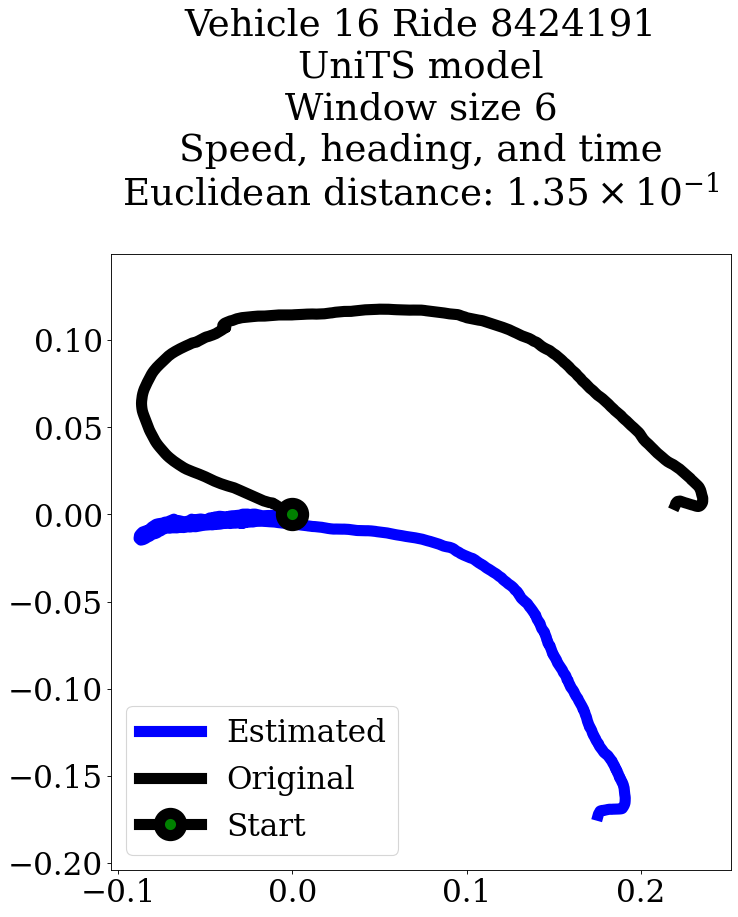 Vehicle 16 Ride 8424191
UniTS model
Window size 6
Speed, heading, and time
Euclidean distance: 1.35 × 10⁻¹
0.10
0.05
0.00
−0.05
−0.10
−0.15
−0.20
Estimated
Original
Start
−0.1 0.0 0.1 0.2